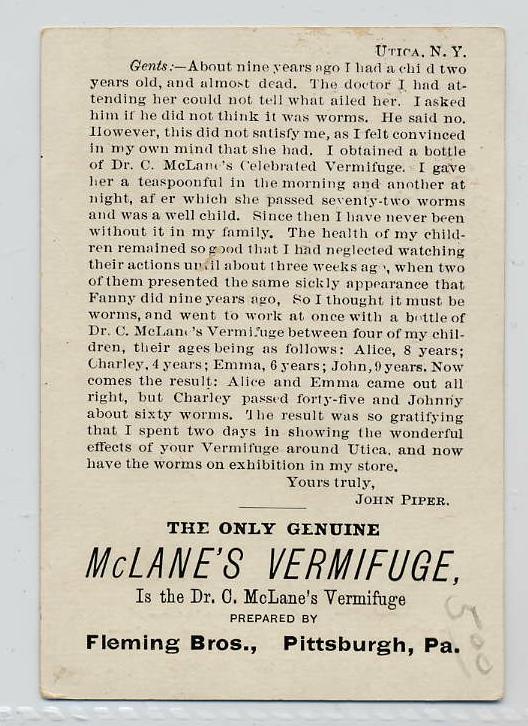 UTICA, N. Y.
Gents:—About nine years ago I had a chi d two
years old, and almost dead. The doctor I had at-
tending her could not tell what ailed her. I asked
him if he did not think it was worms. He said no.
However, this did not satisfy me, as I felt convinced
in my own mind that she had. I obtained a bottle
of Dr. C. McLane's Celebrated Vermifuge. I gave
her a teaspoonful in the morning and another at
night, af er which she passed seventy-two worms
and was a well child. Since then I have never been
without it in my family. The health of my child-
ren remained so good that I had neglected watching
their actions until about three weeks ago, when two
of them presented the same sickly appearance that
Fanny did nine years ago, So I thought it must be
worms, and went to work at once with a bottle of
Dr. C. McLane's Vermifuge between four of my chil-
dren, their ages being as follows: Alice, 8 years;
Charley, 4 years; Emma, 6 years; John, 9 years. Now
comes the result: Alice and Emma came out all
right, but Charley passed forty-five and Johnny
about sixty worms. The result was so gratifying
that I spent two days in showing the wonderful
effects of your Vermifuge around Utica, and now
have the worms on exhibition in my store.
Yours truly,
JOHN PIPER.
THE ONLY GENUINE
McLANE'S VERMIFUGE,
Is the Dr. C. McLane's Vermifuge
PREPARED BY
Fleming Bros., Pittsburgh, Pa.
500